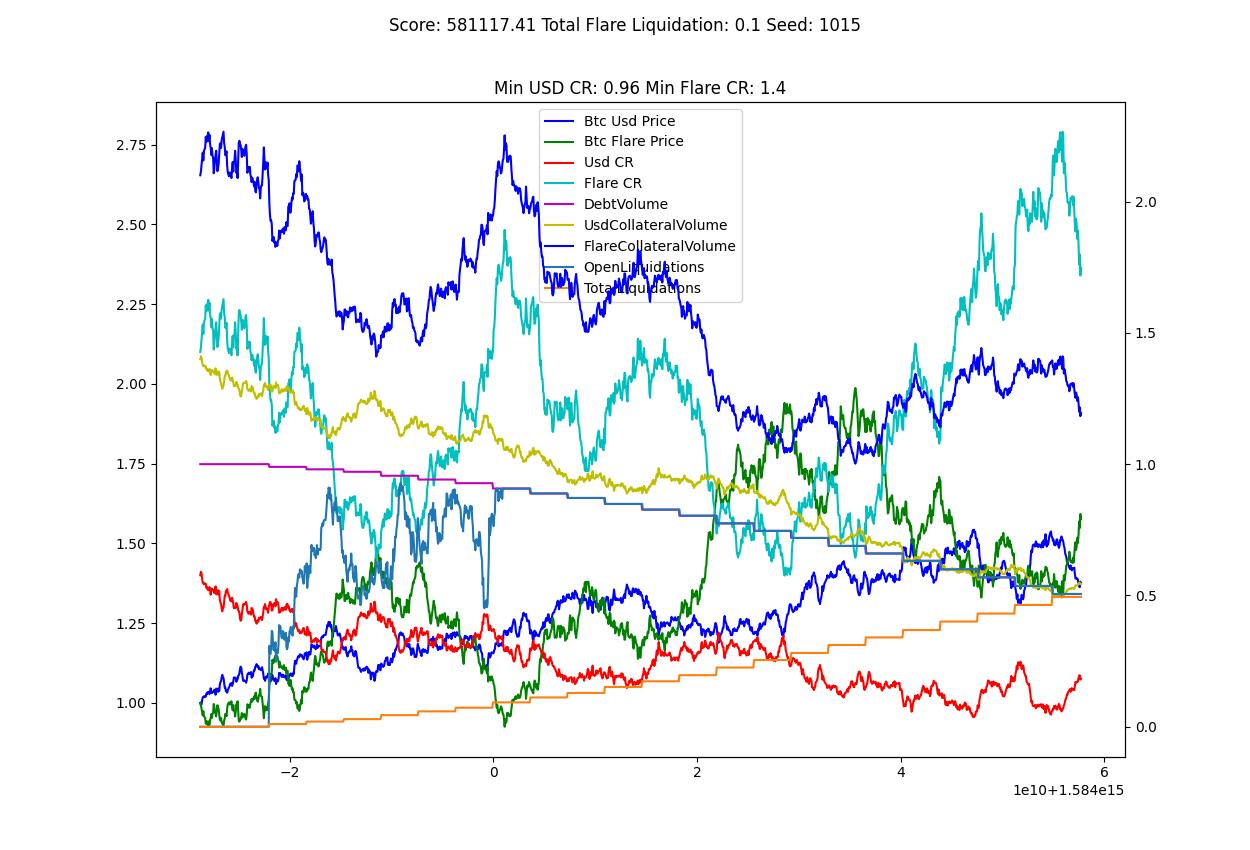 Score: 581117.41 Total Flare Liquidation: 0.1 Seed: 1015
Min USD CR: 0.96 Min Flare CR: 1.4
Btc Usd Price
Btc Flare Price
Usd CR
Flare CR
DebtVolume
UsdCollateralVolume
FlareCollateralVolume
OpenLiquidations
TotalLiquidations
2.75
2.50
2.25
2.00
1.75
1.50
1.25
1.00
2.0
1.5
1.0
0.5
0.0
−2 0 2 4 6
1e10+1.584e15